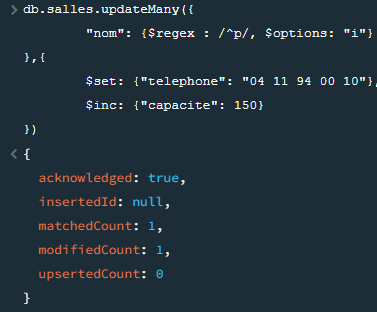 > db.salles.updateMany({
"nom": {$regex : /^p/, $options: "i"}
},{
$set: {"telephone": "04 11 94 00 10"},
$inc: {"capacite": 150}
})
< {
acknowledged: true,
insertedId: null,
matchedCount: 1,
modifiedCount: 1,
upsertedCount: 0
}